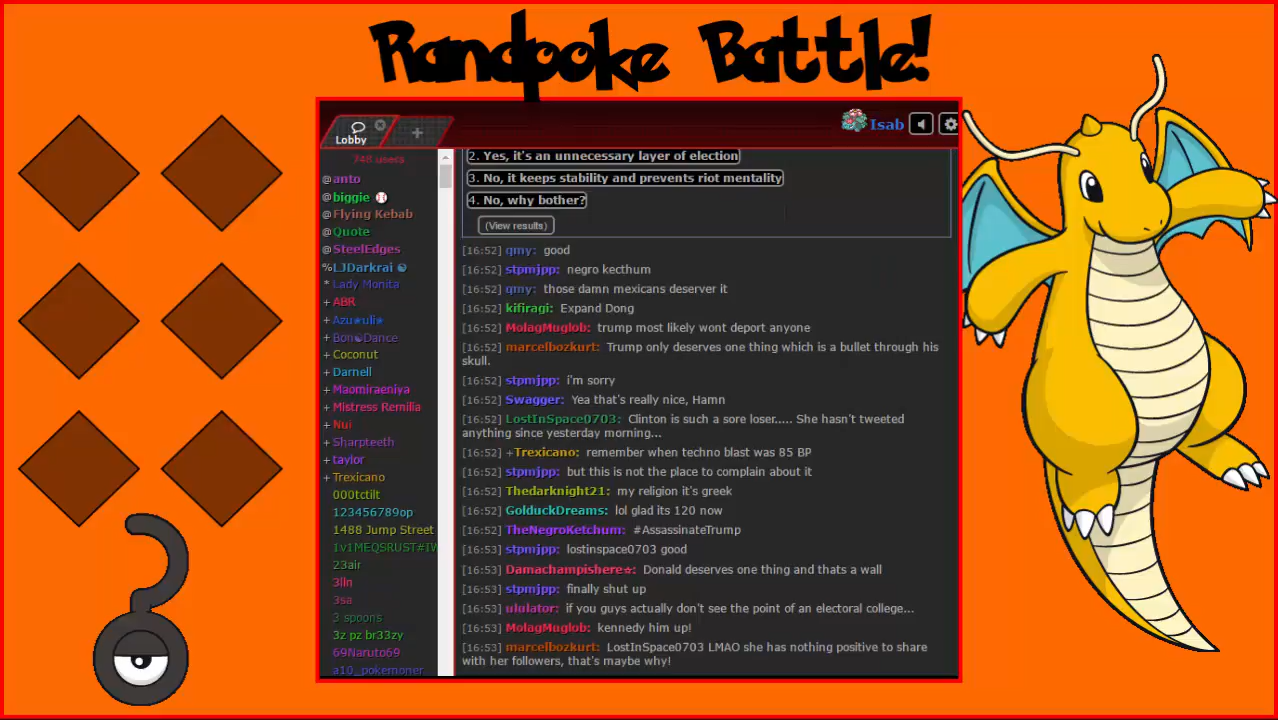 Randpoke Battle!
Lobby
+
Isab
748 users
@anto
@biggie
@Flying Kebab
@Quote
@SteelEdges
%LJDarkrai
* Lady Monita
+ ABR
+ Azu★uli★
+ Bon☯Dance
+ Coconut
+ Darnell
+ Maomiraeniya
+ Mistress Remilia
+ Nui
+ Sharpteeth
+ taylor
+ Trexicano
000tctilt
123456789op
1488 Jump Street
1v1MEQSRUST#IW
23air
3lln
3sa
3 spoons
3z pz br33zy
69Naruto69
a10_pokemoner
2. Yes, it's an unnecessary layer of election
3. No, it keeps stability and prevents riot mentality
4. No, why bother?
(View results)
[16:52] qmy: good
[16:52] stpmjpp: negro kecthum
[16:52] qmy: those damn mexicans deserver it
[16:52] kifiragi: Expand Dong
[16:52] MolagMuglob: trump most likely wont deport anyone
[16:52] marcelbozkurt: Trump only deserves one thing which is a bullet through his
skull.
[16:52] stpmjpp: i'm sorry
[16:52] Swagger: Yea that's really nice, Hamn
[16:52] LostInSpace0703: Clinton is such a sore loser..... She hasn't tweeted
anything since yesterday morning...
[16:52] +Trexicano: remember when techno blast was 85 BP
[16:52] stpmjpp: but this is not the place to complain about it
[16:52] Thedarknight21: my religion it's greek
[16:52] GolduckDreams: lol glad its 120 now
[16:52] TheNegroKetchum: #AssassinateTrump
[16:53] stpmjpp: lostinspace0703 good
[16:53] Damachampishere☆: Donald deserves one thing and thats a wall
[16:53] stpmjpp: finally shut up
[16:53] ululator: if you guys actually don't see the point of an electoral college...
[16:53] MolagMuglob: kennedy him up!
[16:53] marcelbozkurt: LostInSpace0703 LMAO she has nothing positive to share
with her followers, that's maybe why!